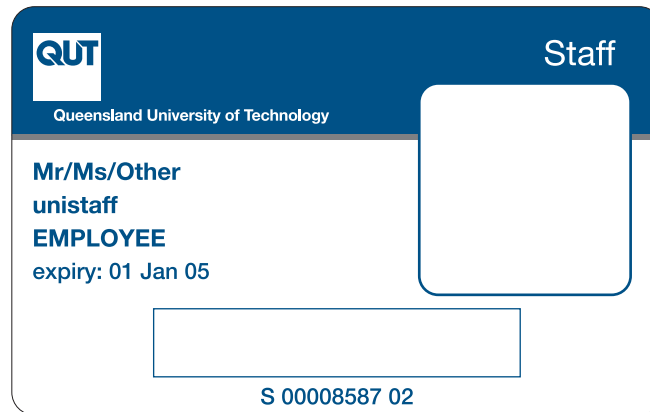 QUT
Staff
Queensland University of Technology
Mr/Ms/Other
unistaff
EMPLOYEE
expiry: 01 Jan 05
S 00008587 02